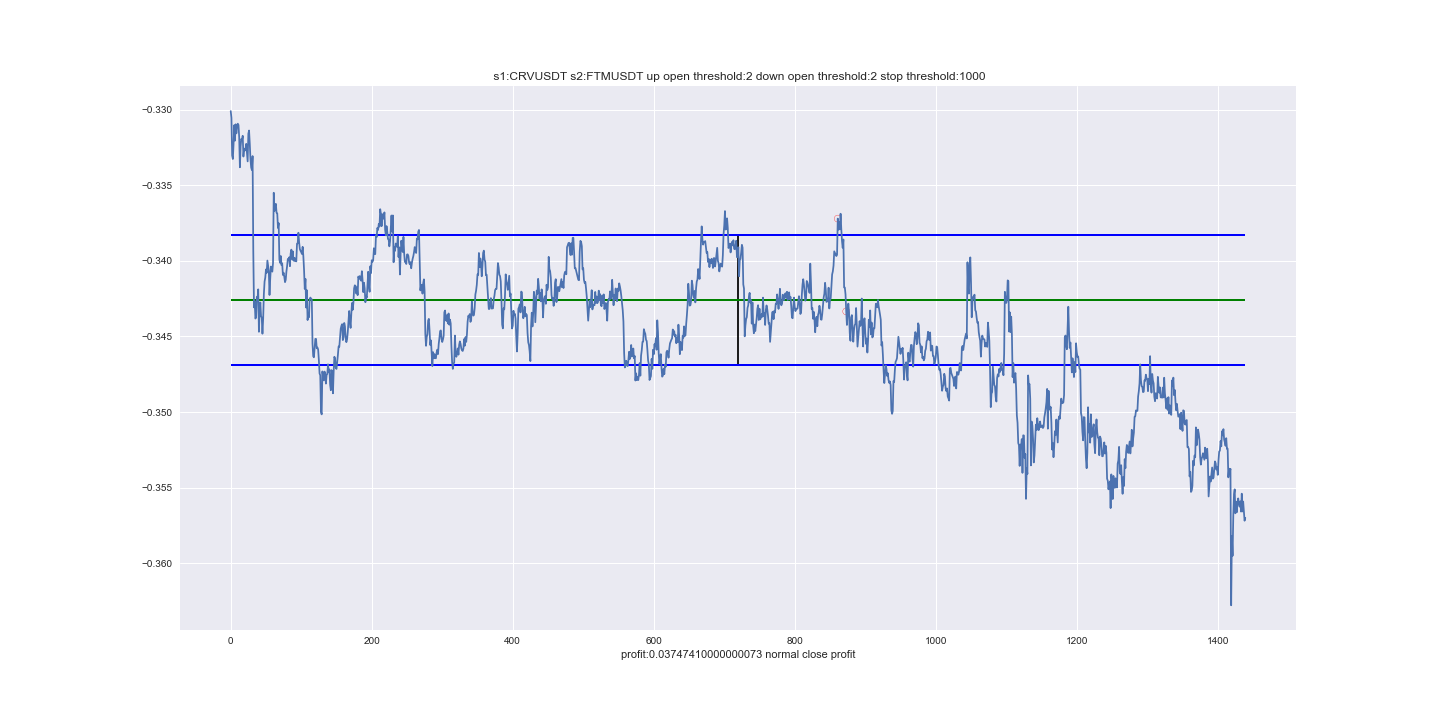 s1:CRVUSDT s2:FTMUSDT up open threshold:2 down open threshold:2 stop threshold:1000
−0.330
−0.335
−0.340
−0.345
−0.350
−0.355
−0.360
0 200 400 600 800 1000 1200 1400
profit:0.03747410000000073 normal close profit